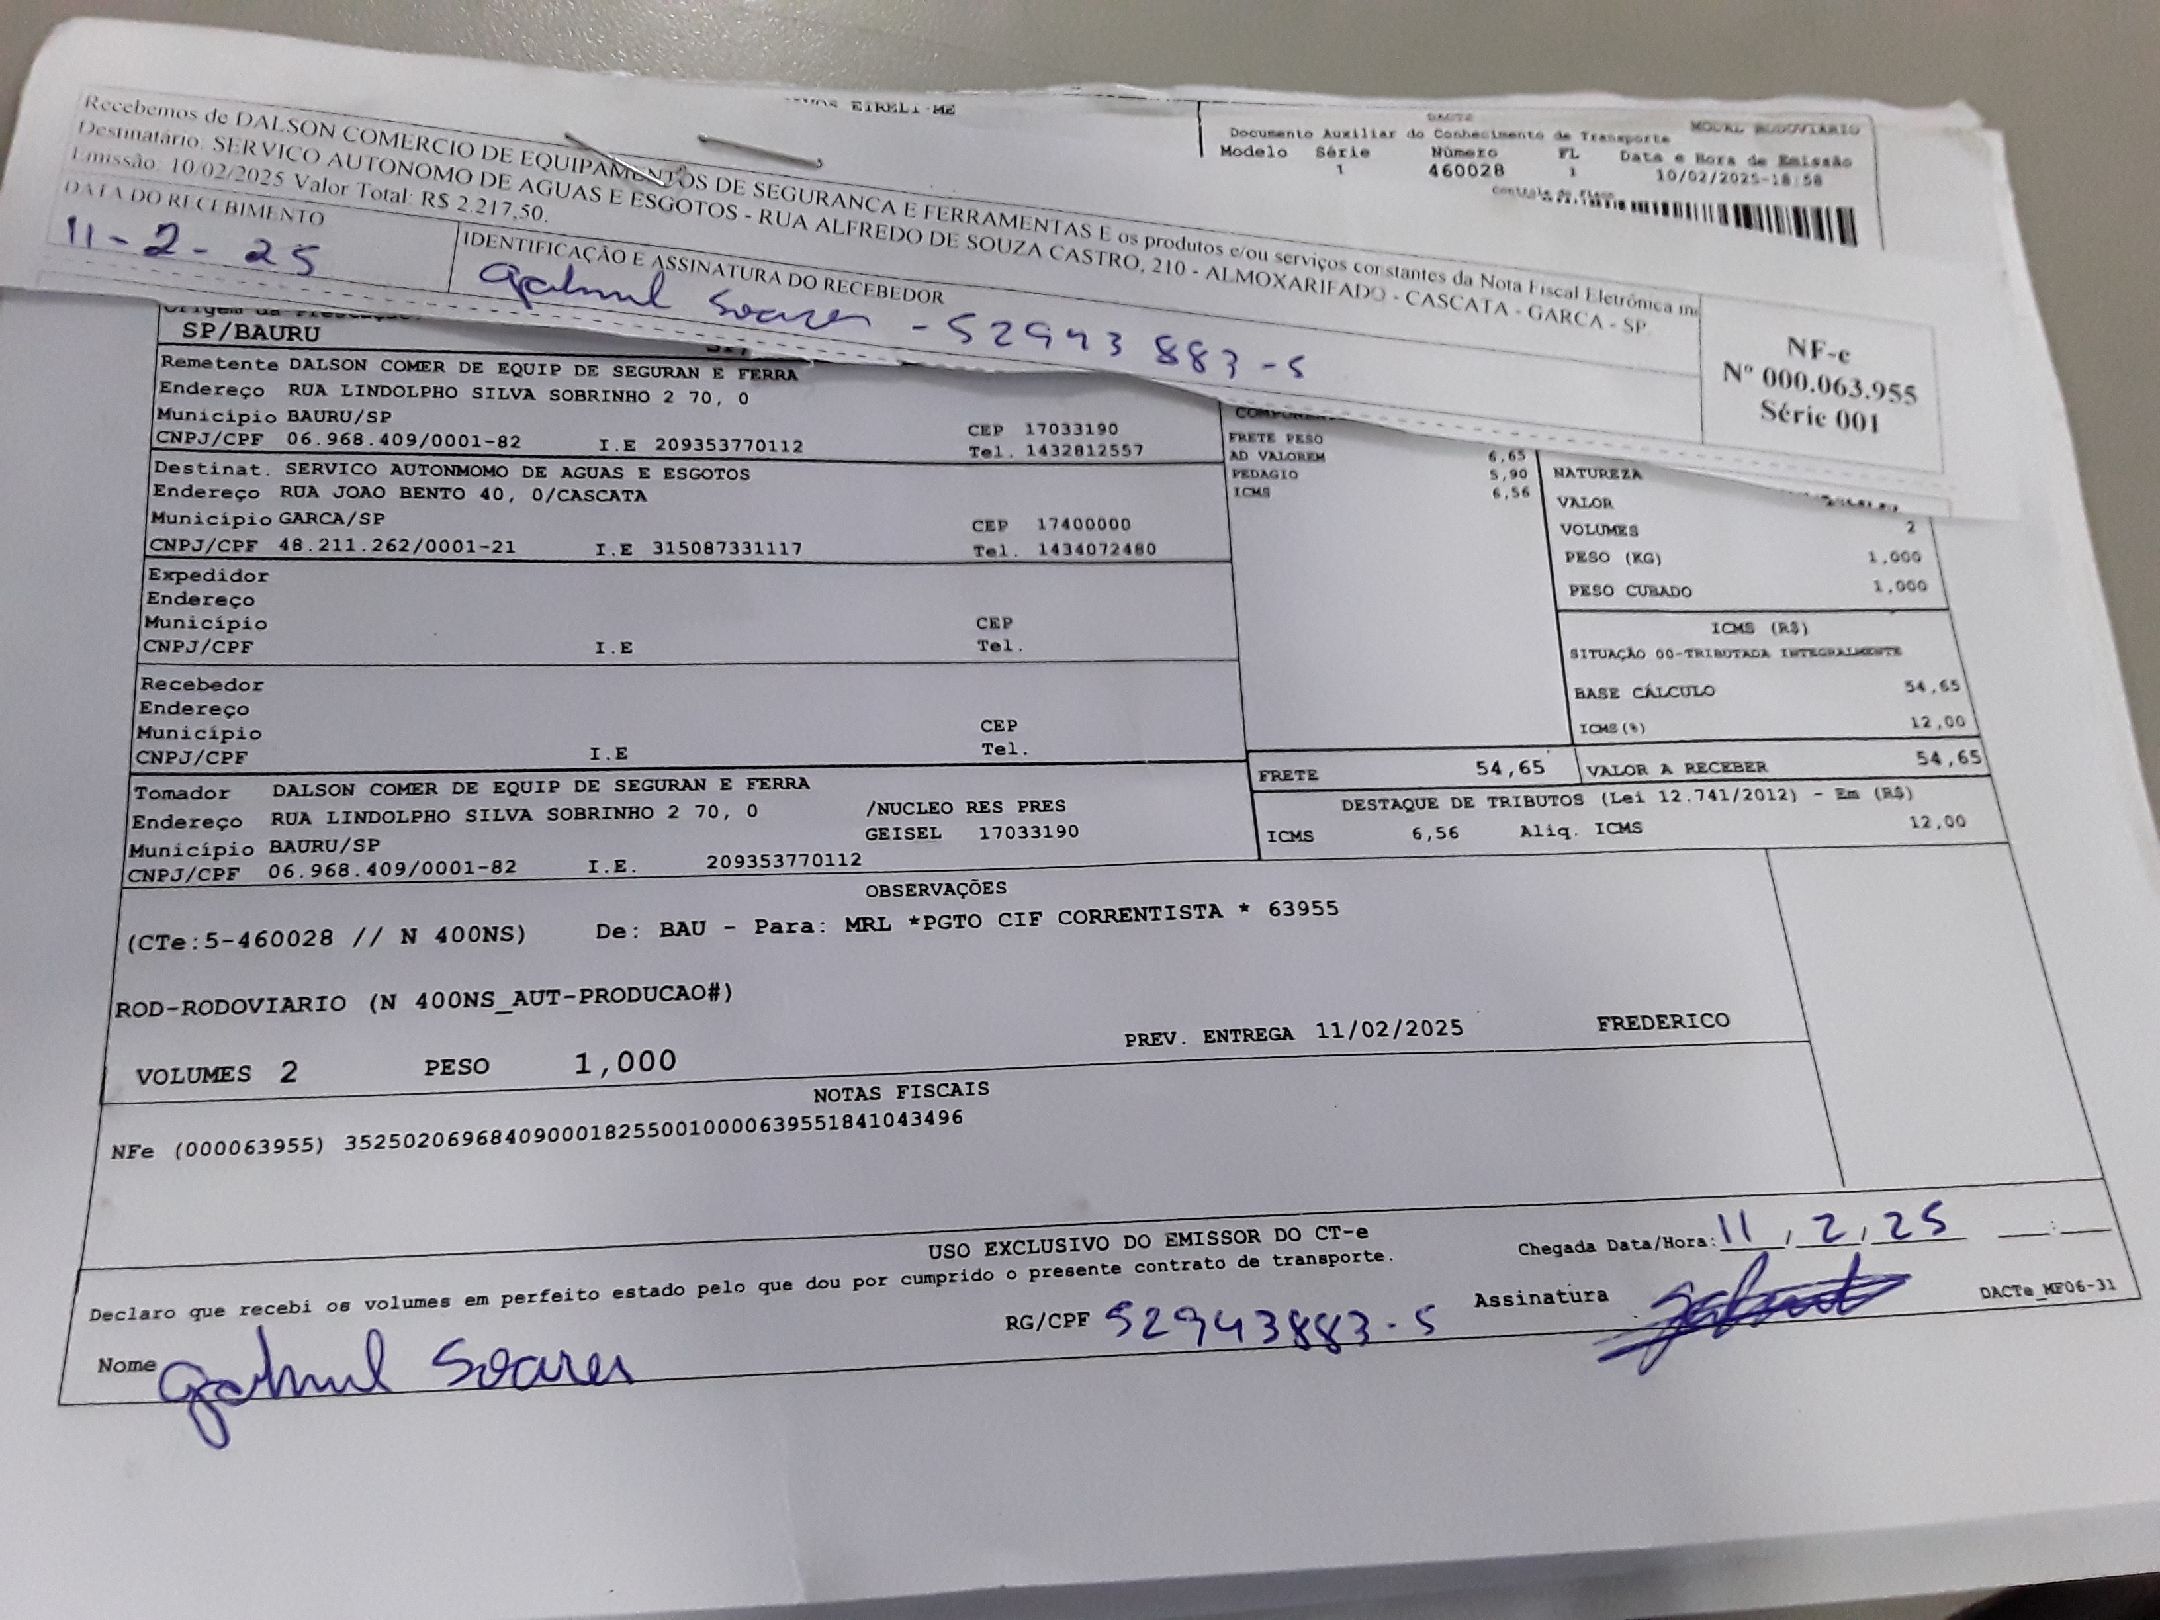 EIRELI-ME
DACTE
Documento Auxiliar do Conhecimento de Transporte
MODAL RODOVIARIO
Modelo Série Número FL Data e Hora de Emissão
1 460028 1 10/02/2025-18:58
Controle do Fisco
Recebemos de DALSON COMERCIO DE EQUIPAMENTOS DE SEGURANCA E FERRAMENTAS E os produtos e/ou serviços constantes da Nota Fiscal Eletrônica
Destinatário: SERVICO AUTONOMO DE AGUAS E ESGOTOS - RUA ALFREDO DE SOUZA CASTRO, 210 - ALMOXARIFADO - CASCATA - GARCA - SP
Emissão: 10/02/2025 Valor Total: R$ 2.217,50.
DATA DO RECEBIMENTO
11-2-25
IDENTIFICAÇÃO E ASSINATURA DO RECEBEDOR
Gabriel Soares - 52943883-5
NF-e
Nº 000.063.955
Série 001
SP/BAURU
Remetente DALSON COMER DE EQUIP DE SEGURAN E FERRA
Endereço RUA LINDOLPHO SILVA SOBRINHO 2 70, 0
Município BAURU/SP CEP 17033190
CNPJ/CPF 06.968.409/0001-82 I.E 209353770112 Tel. 1432812557
Destinat. SERVICO AUTONMOMO DE AGUAS E ESGOTOS
Endereço RUA JOAO BENTO 40, 0/CASCATA
Município GARCA/SP CEP 17400000
CNPJ/CPF 48.211.262/0001-21 I.E 315087331117 Tel. 1434072480
Expedidor
Endereço
Município CEP
CNPJ/CPF I.E Tel.
Recebedor
Endereço
Município CEP
CNPJ/CPF I.E Tel.
Tomador DALSON COMER DE EQUIP DE SEGURAN E FERRA
Endereço RUA LINDOLPHO SILVA SOBRINHO 2 70, 0 /NUCLEO RES PRES
Município BAURU/SP GEISEL 17033190
CNPJ/CPF 06.968.409/0001-82 I.E. 209353770112
FRETE PESO
AD VALOREM 6,65
PEDAGIO 5,90
ICMS 6,56
NATUREZA
VALOR
VOLUMES 2
PESO (KG) 1,000
PESO CUBADO 1,000
ICMS (R$)
SITUAÇÃO 00-TRIBUTADA INTEGRALMENTE
BASE CÁLCULO 54,65
ICMS(%) 12,00
FRETE 54,65 VALOR A RECEBER 54,65
DESTAQUE DE TRIBUTOS (Lei 12.741/2012) - Em (R$)
ICMS 6,56 Aliq. ICMS 12,00
OBSERVAÇÕES
(CTe:5-460028 // N 400NS) De: BAU - Para: MRL *PGTO CIF CORRENTISTA * 63955
ROD-RODOVIARIO (N 400NS_AUT-PRODUCAO#)
PREV. ENTREGA 11/02/2025 FREDERICO
VOLUMES 2 PESO 1,000
NOTAS FISCAIS
NFe (000063955) 35250206968409000182550010000639551841043496
USO EXCLUSIVO DO EMISSOR DO CT-e
Declaro que recebi os volumes em perfeito estado pelo que dou por cumprido o presente contrato de transporte.
Chegada Data/Hora: 11 / 2 / 25 __:__
Nome Gabriel Soares RG/CPF 52943883-5 Assinatura
DACTe_MF06-31